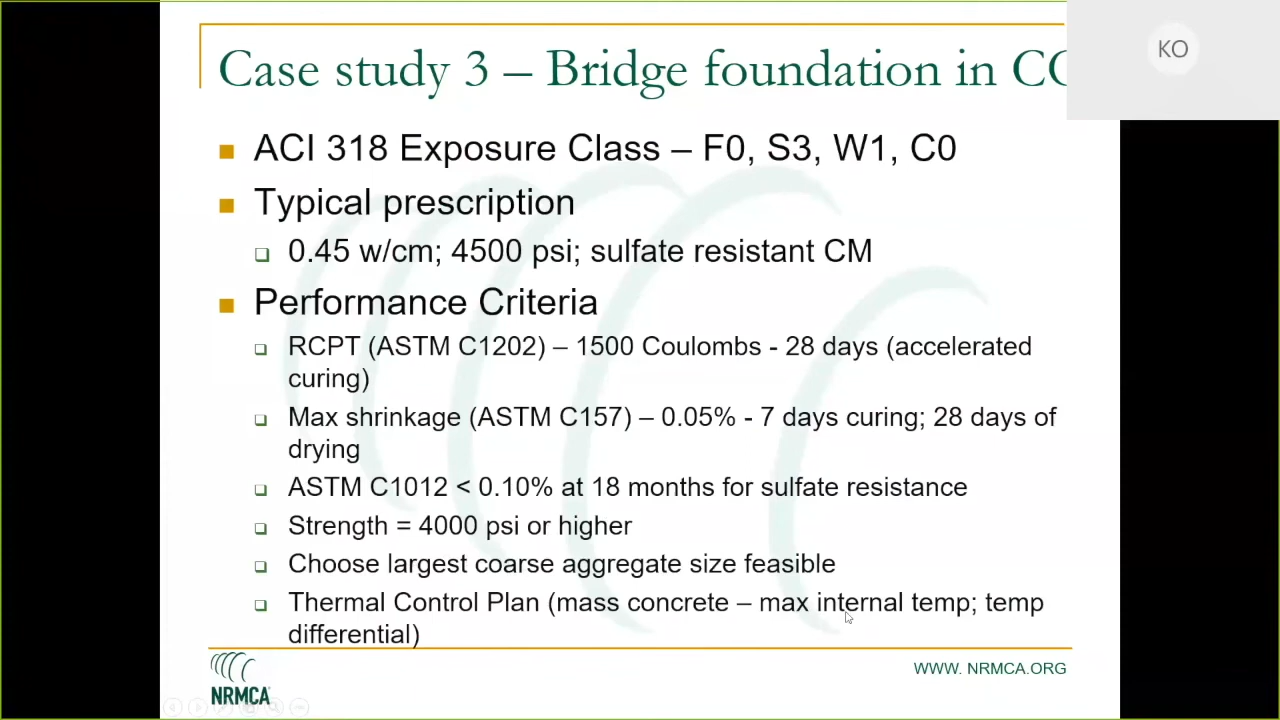 KO
Case study 3 – Bridge foundation in CO
■ ACI 318 Exposure Class – F0, S3, W1, C0
■ Typical prescription
❑ 0.45 w/cm; 4500 psi; sulfate resistant CM
■ Performance Criteria
❑ RCPT (ASTM C1202) – 1500 Coulombs - 28 days (accelerated
curing)
❑ Max shrinkage (ASTM C157) – 0.05% - 7 days curing; 28 days of
drying
❑ ASTM C1012 < 0.10% at 18 months for sulfate resistance
❑ Strength = 4000 psi or higher
❑ Choose largest coarse aggregate size feasible
❑ Thermal Control Plan (mass concrete – max internal temp; temp
differential)
WWW. NRMCA.ORG
NRMCA